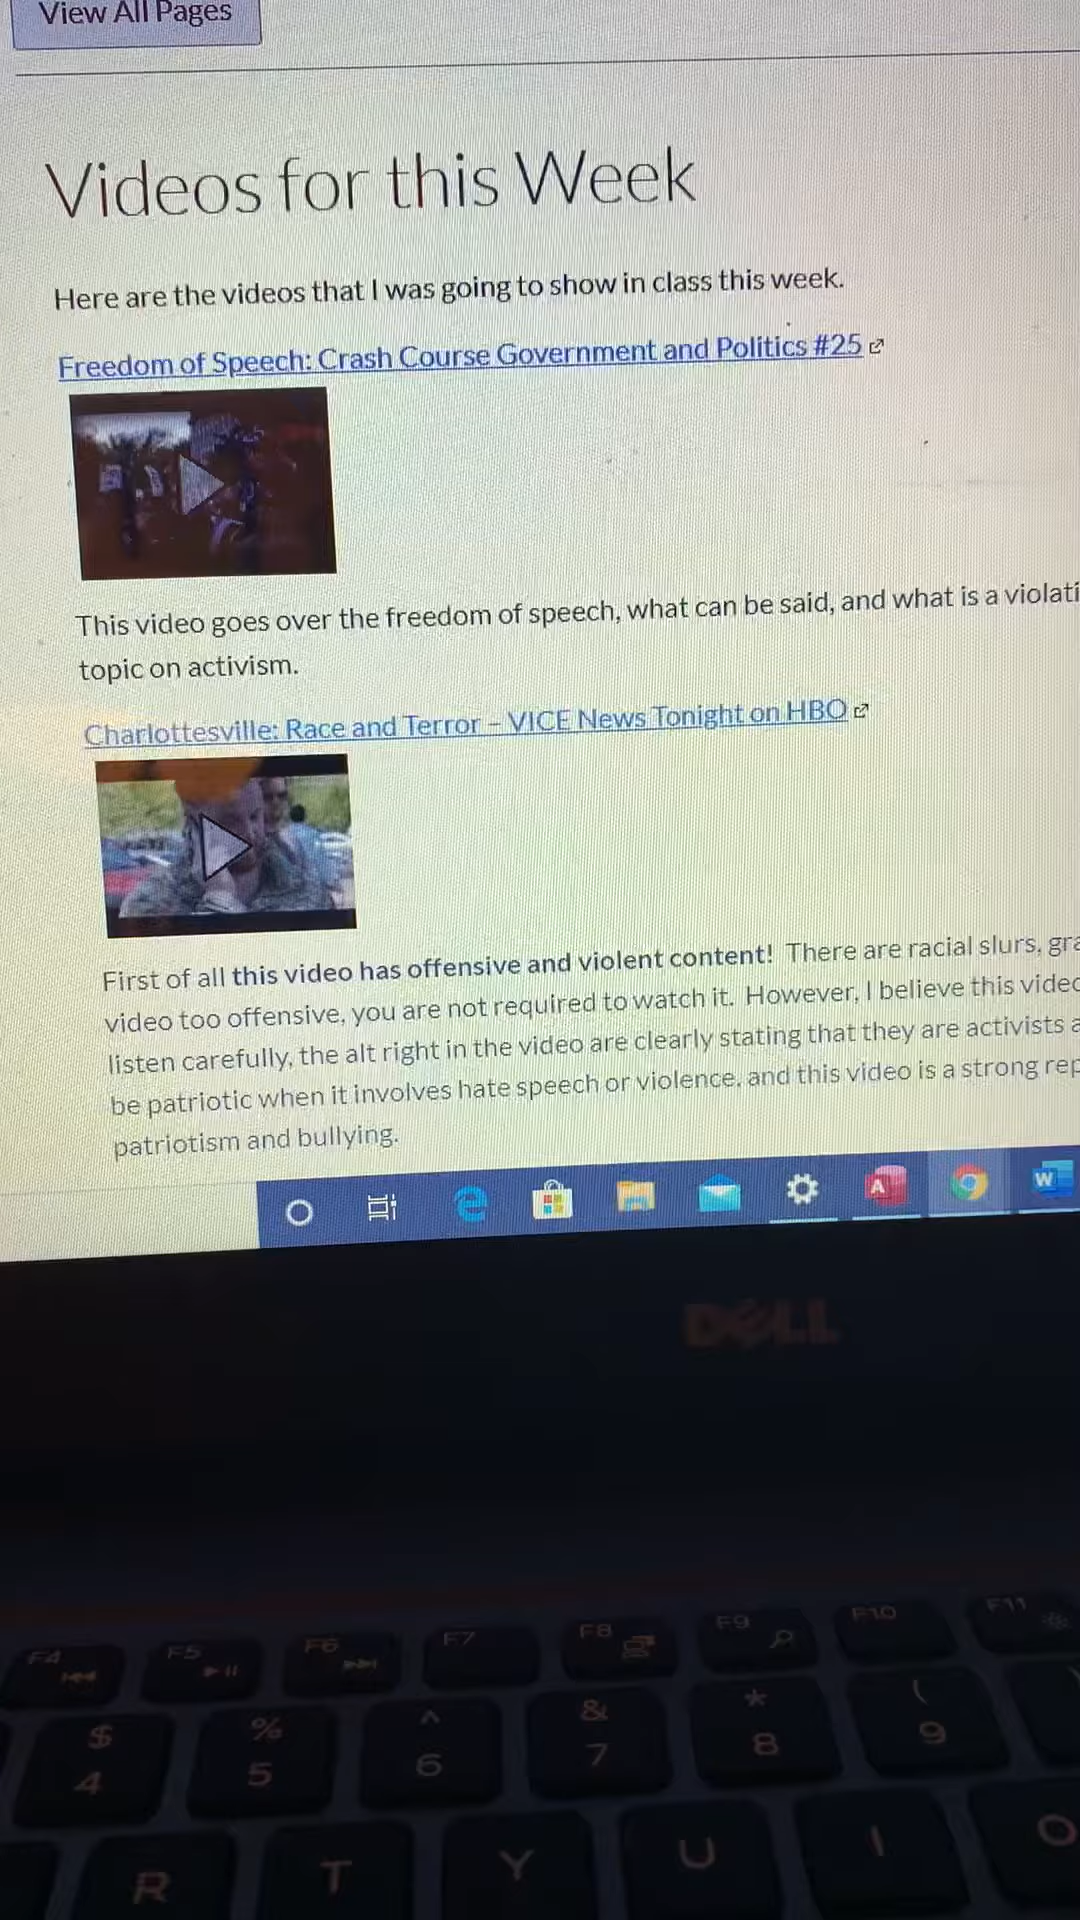 View All Pages
Videos for this Week
Here are the videos that I was going to show in class this week.
Freedom of Speech: Crash Course Government and Politics #25
This video goes over the freedom of speech, what can be said, and what is a violati
topic on activism.
Charlottesville: Race and Terror – VICE News Tonight on HBO
First of all this video has offensive and violent content! There are racial slurs, gra
video too offensive, you are not required to watch it. However, I believe this video
listen carefully, the alt right in the video are clearly stating that they are activists a
be patriotic when it involves hate speech or violence, and this video is a strong rep
patriotism and bullying.
A W
DELL
F4 F5 F6 F7 F8 F9 F10 F11
$ % ^ & * (
4 5 6 7 8 9
R T Y U I O